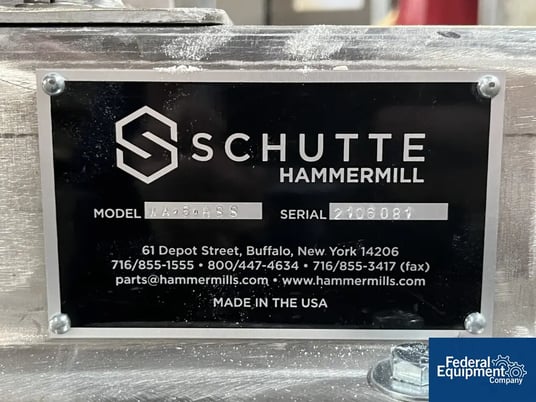 SCHUTTE
HAMMERMILL
MODEL SERIAL 2106081
61 Depot Street, Buffalo, New York 14206
716/855-1555 • 800/447-4634 • 716/855-3417 (fax)
parts@hammermills.com • www.hammermills.com
MADE IN THE USA
Federal
Equipment
Company